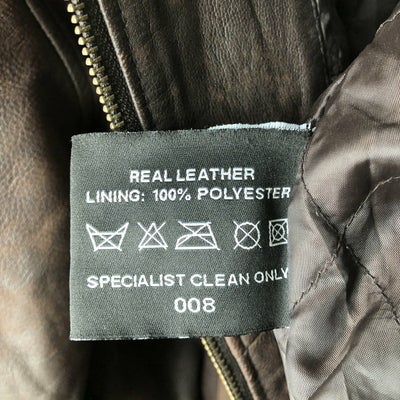 REAL LEATHER
LINING: 100% POLYESTER
SPECIALIST CLEAN ONLY
008